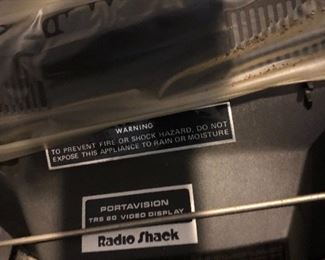 WARNING
TO PREVENT FIRE OR SHOCK HAZARD, DO NOT
EXPOSE THIS APPLIANCE TO RAIN OR MOISTURE
PORTAVISION
TRS 80 VIDEO DISPLAY
Radio Shack